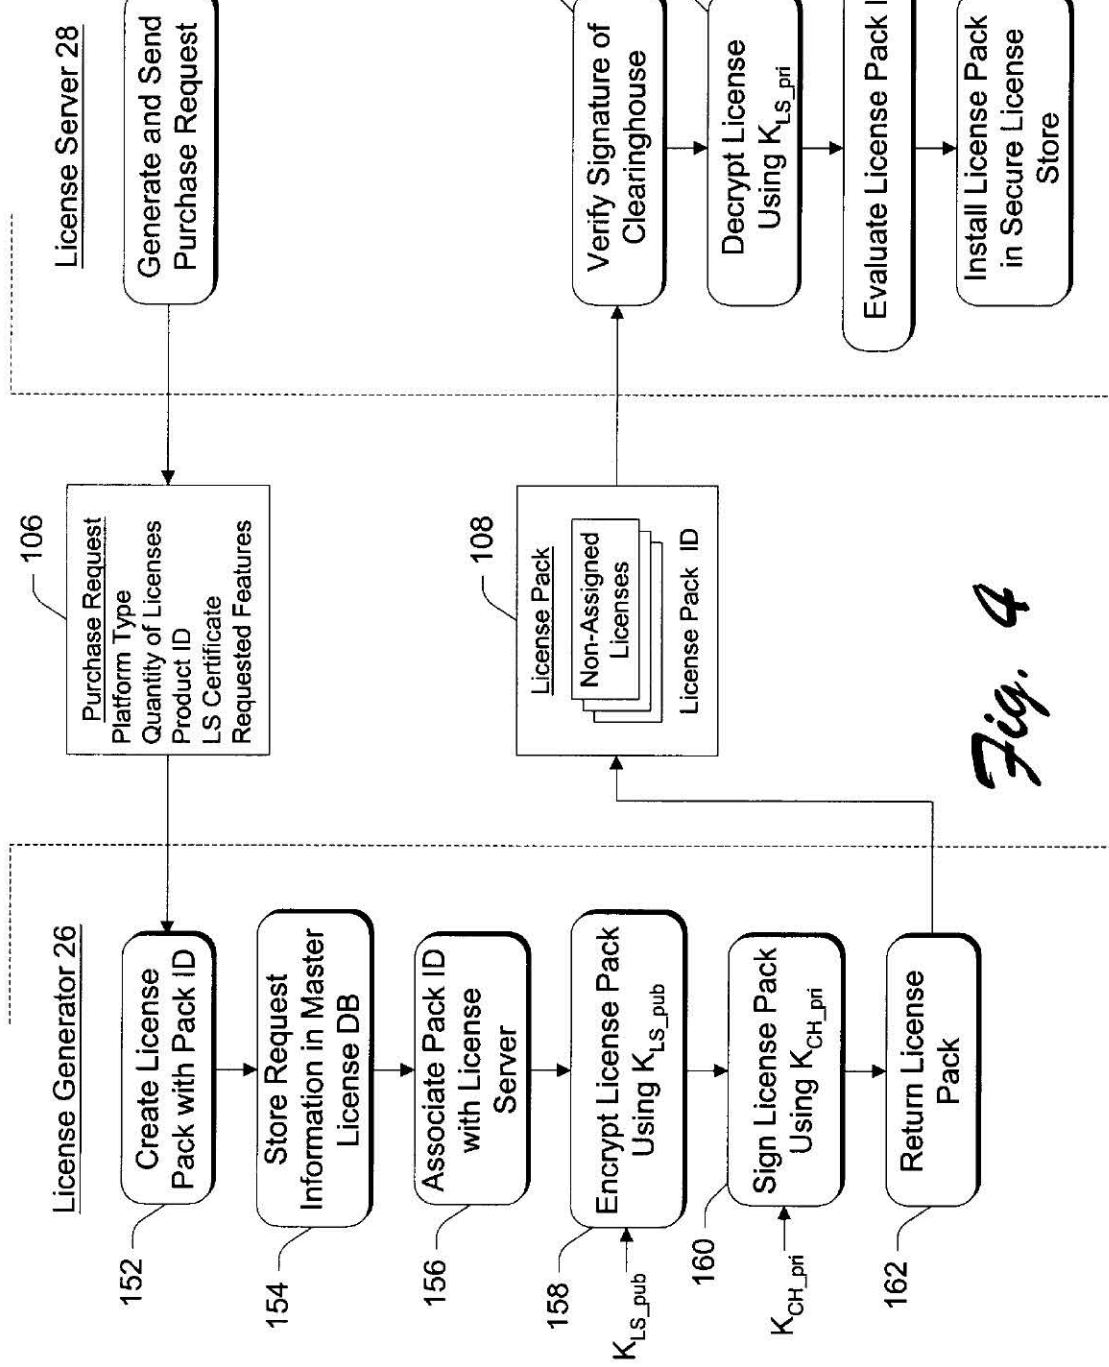 License Generator 26
152
Create License
Pack with Pack ID
154
Store Request
Information in Master
License DB
156
Associate Pack ID
with License
Server
158
Encrypt License Pack
Using K_LS_pub
K_LS_pub
160
Sign License Pack
Using K_CH_pri
K_CH_pri
162
Return License
Pack
106
Purchase Request
Platform Type
Quantity of Licenses
Product ID
LS Certificate
Requested Features
108
License Pack
Non-Assigned
Licenses
License Pack ID
License Server 28
Generate and Send
Purchase Request
Verify Signature of
Clearinghouse
Decrypt License
Using K_LS_pri
Evaluate License Pack
Install License Pack
in Secure License
Store
Fig. 4